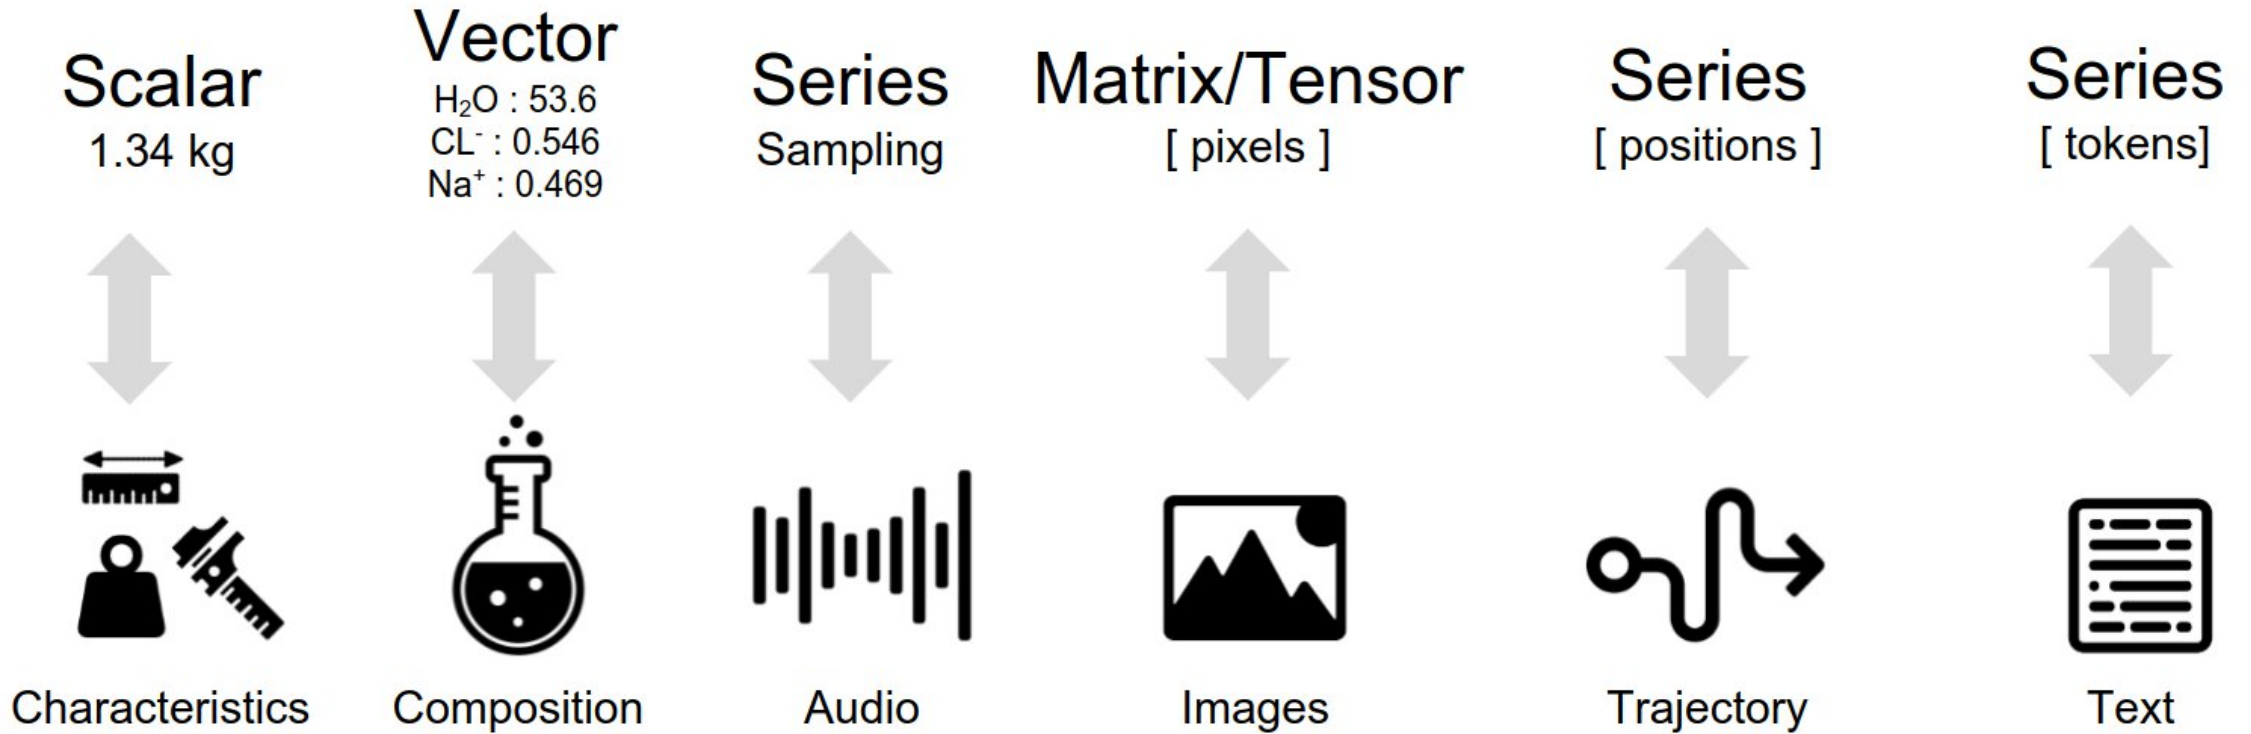 Scalar
1.34 kg
Vector
H₂O : 53.6
CL⁻ : 0.546
Na⁺ : 0.469
Series
Sampling
Matrix/Tensor
[ pixels ]
Series
[ positions ]
Series
[ tokens]
Characteristics
Composition
Audio
Images
Trajectory
Text